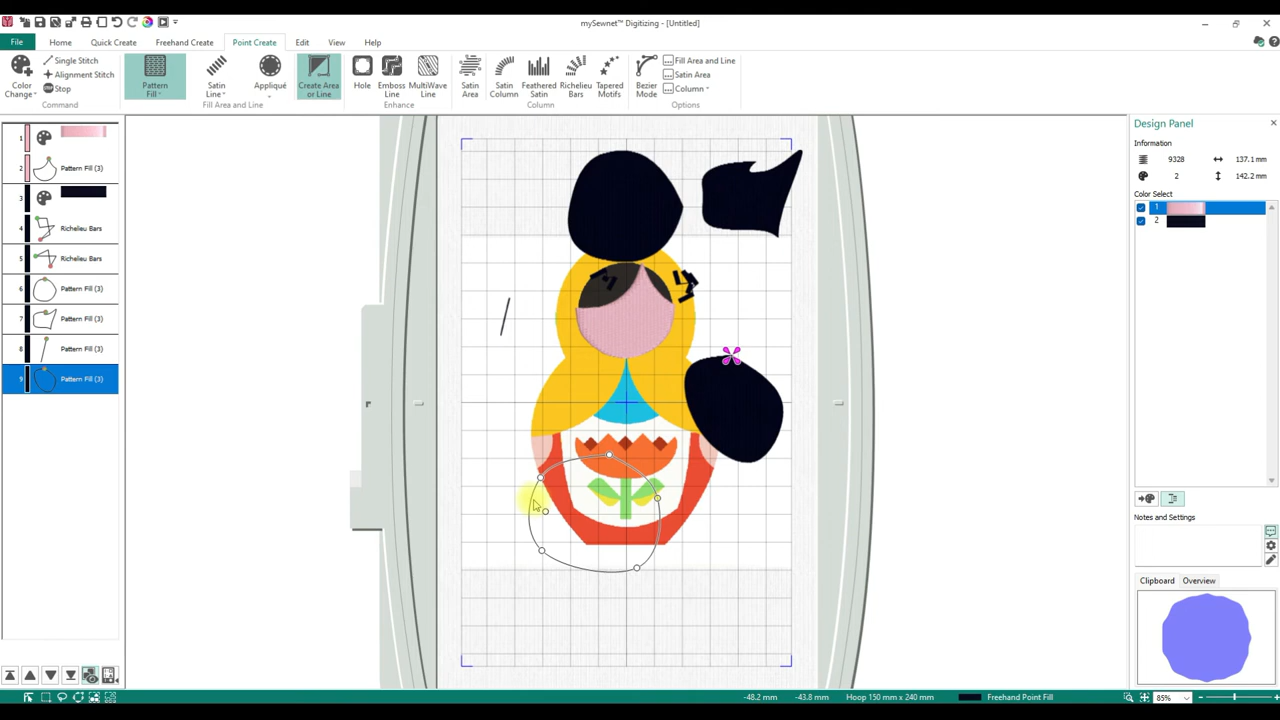 mySewnet™ Digitizing - [Untitled]
File Home Quick Create Freehand Create Point Create Edit View Help
Single Stitch
Alignment Stitch
Stop
Color Change
Command
Pattern Fill
Satin Line
Appliqué
Create Area or Line
Fill Area and Line
Hole
Emboss Line
MultiWave Line
Enhance
Satin Area
Satin Column
Feathered Satin
Richelieu Bars
Tapered Motifs
Column
Bezier Mode
Fill Area and Line
Satin Area
Column
Options
1
2 Pattern Fill (3)
3
4 Richelieu Bars
5 Richelieu Bars
6 Pattern Fill (3)
7 Pattern Fill (3)
8 Pattern Fill (3)
9 Pattern Fill (3)
Design Panel
Information
9328 137.1 mm
2 142.2 mm
Color Select
1
2
Notes and Settings
Clipboard Overview
-48.2 mm -43.8 mm Hoop 150 mm x 240 mm Freehand Point Fill 85%